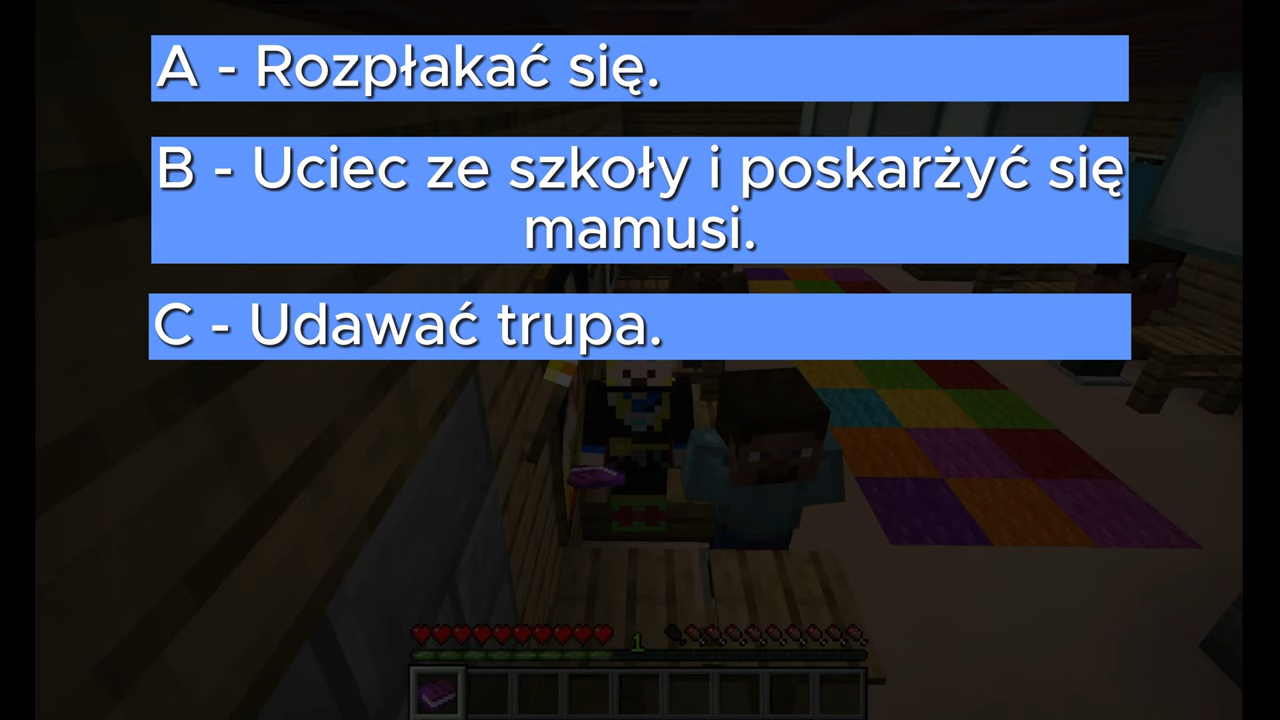 A - Rozpłakać się.
B - Uciec ze szkoły i poskarżyć się
mamusi.
C - Udawać trupa.
1